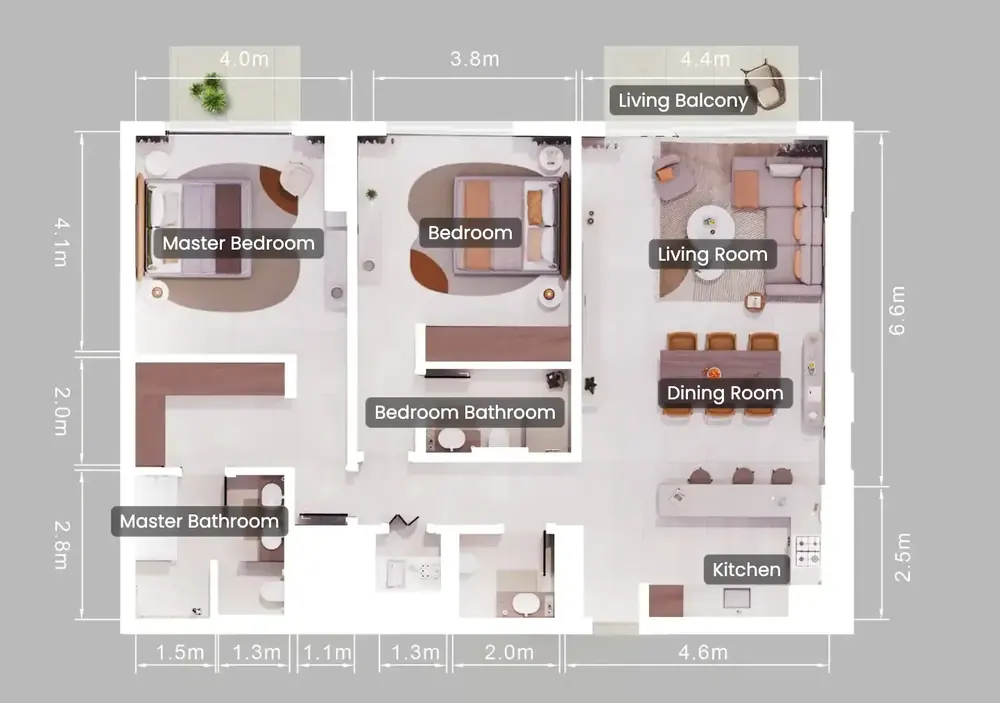 4.0m
3.8m
4.4m
Living Balcony
4.1m
Master Bedroom
Bedroom
Living Room
6.6m
2.0m
Bedroom Bathroom
Dining Room
Master Bathroom
2.8m
Kitchen
2.5m
1.5m
1.3m
1.1m
1.3m
2.0m
4.6m